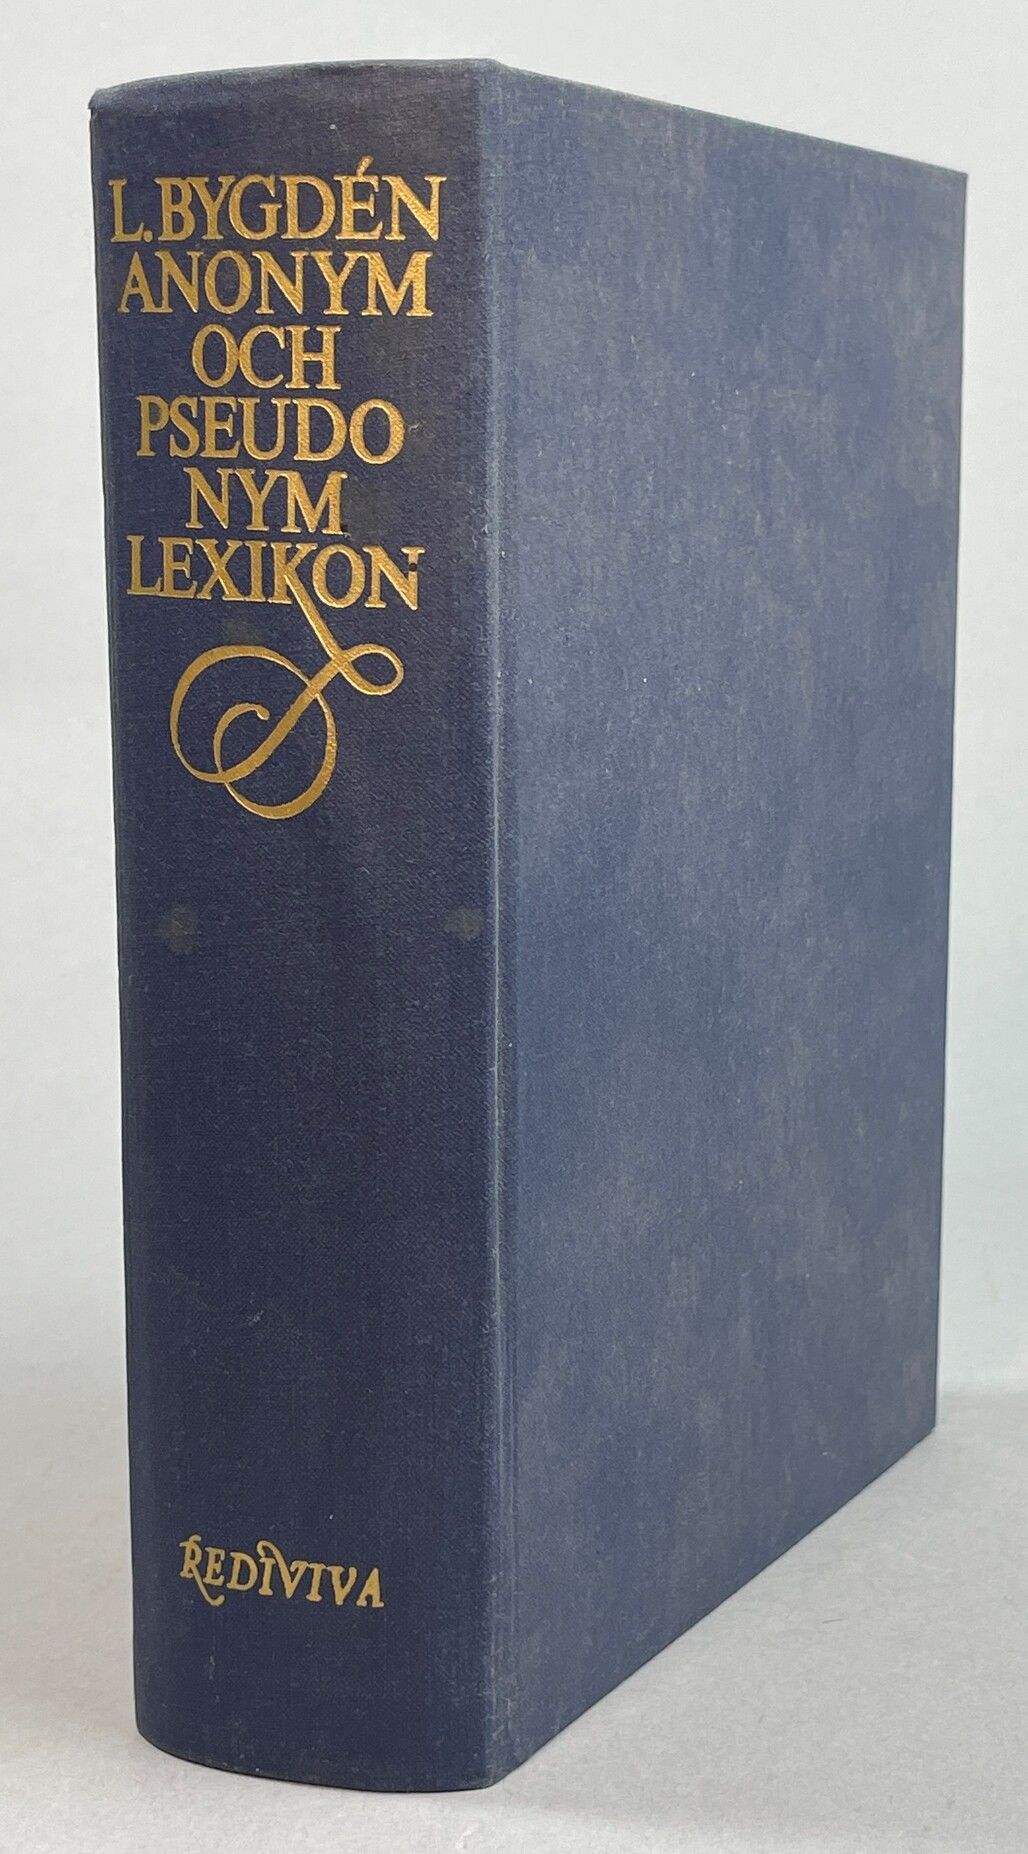 L. BYGDÉN
ANONYM
OCH
PSEUDO
NYM
LEXIKON
REDIVIVA